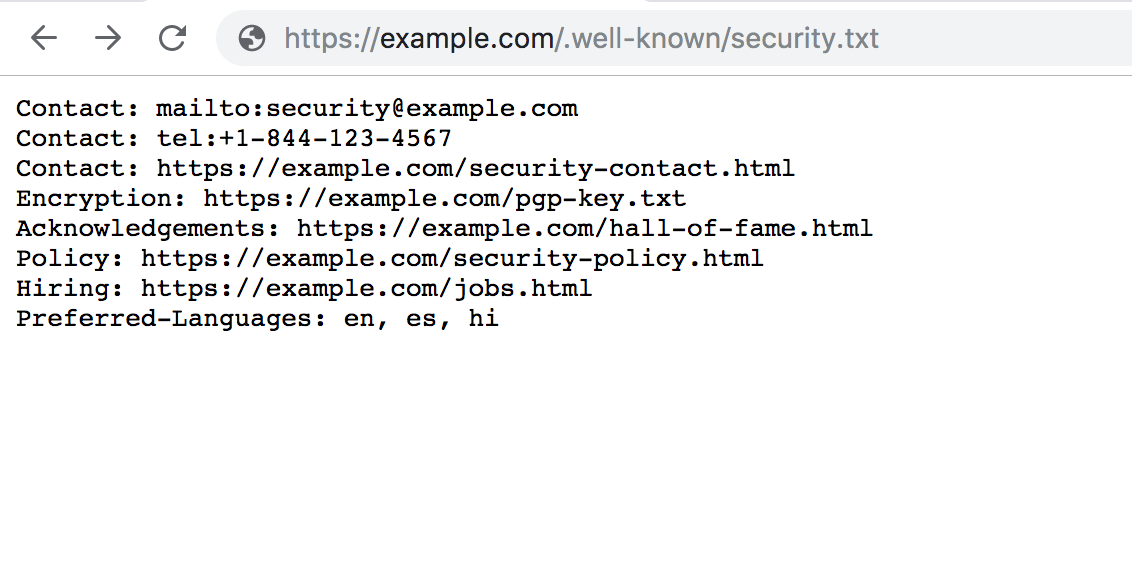 https://example.com/.well-known/security.txt
Contact: mailto:security@example.com
Contact: tel:+1-844-123-4567
Contact: https://example.com/security-contact.html
Encryption: https://example.com/pgp-key.txt
Acknowledgements: https://example.com/hall-of-fame.html
Policy: https://example.com/security-policy.html
Hiring: https://example.com/jobs.html
Preferred-Languages: en, es, hi